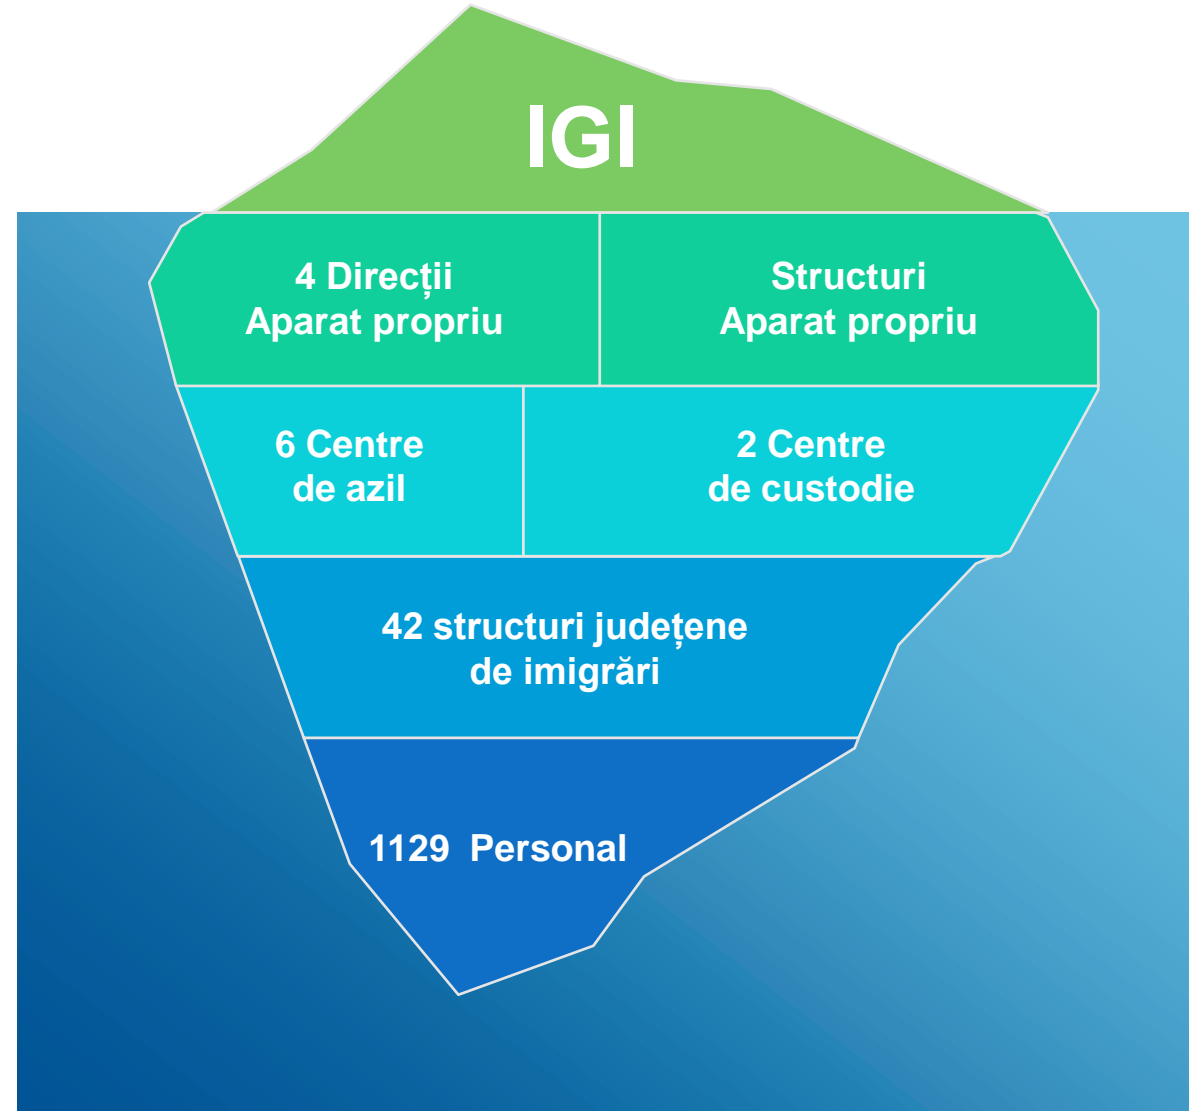 IGI
4 Direcții
Aparat propriu
Structuri
Aparat propriu
6 Centre
de azil
2 Centre
de custodie
42 structuri județene
de imigrări
1129  Personal